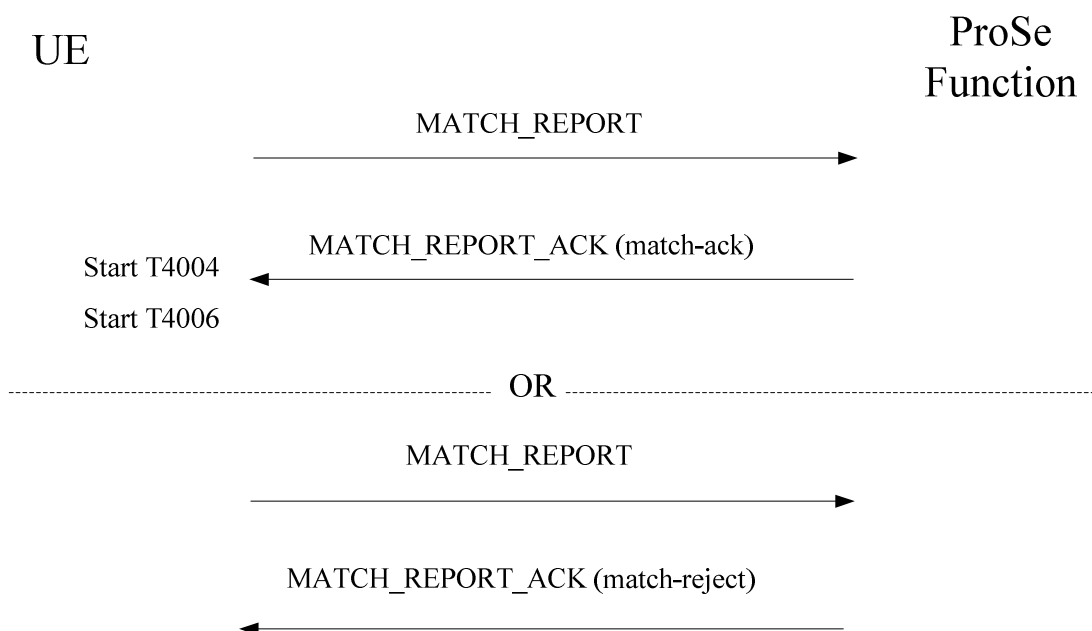 UE
ProSe
Function
MATCH_REPORT
MATCH_REPORT_ACK (match-ack)
Start T4004
Start T4006
OR
MATCH_REPORT
MATCH_REPORT_ACK (match-reject)